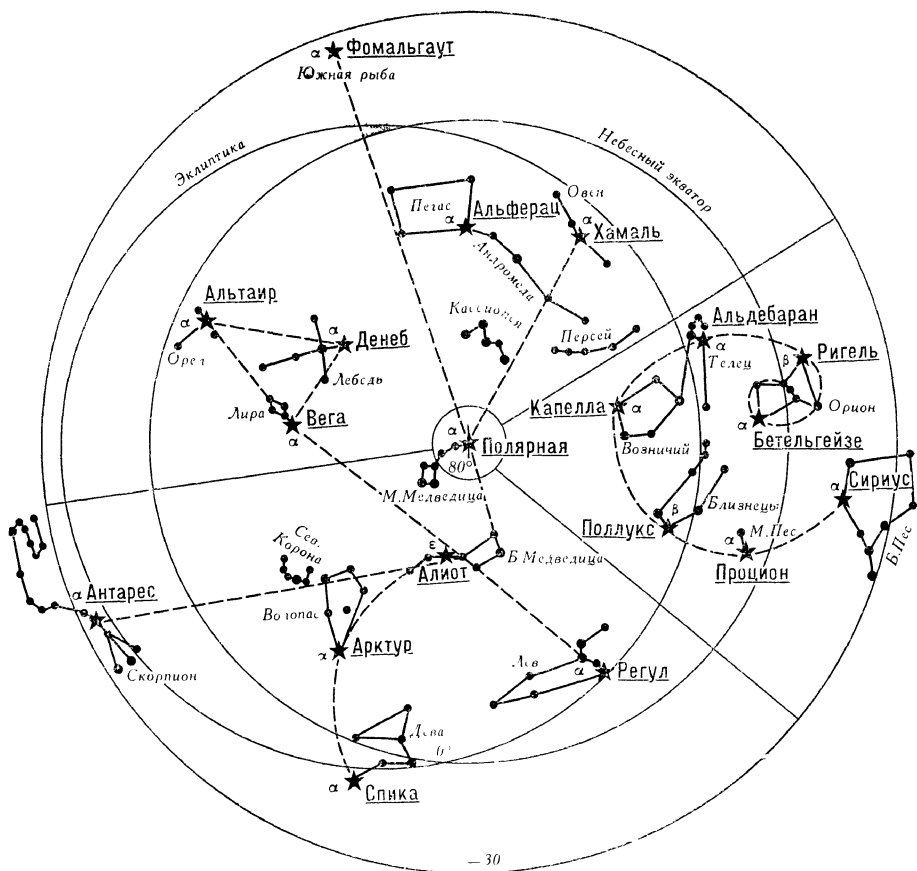 α Фомальгаут
Южная рыба
Эклиптика
Небесный экватор
Пегас
α Альферац
Овен
α
Хамаль
Андромеда
Кассиопея
Персей
Альтаир
α
Орел
α
Денеб
Лебедь
Лира
Вега
α
Альдебаран
α
Телец
β
Ригель
Орион
α
Бетельгейзе
Капелла
α
Возничий
α
Полярная
80°
М.Медведица
Сириус
α
Б.Пес
Близнецы
β
Поллукс
М.Пес
α
Процион
Сев.
Корона
ε
Алиот
Б.Медведица
α Антарес
Скорпион
Волопас
α
Арктур
Лев
α
Регул
Дева
α
Спика
—30